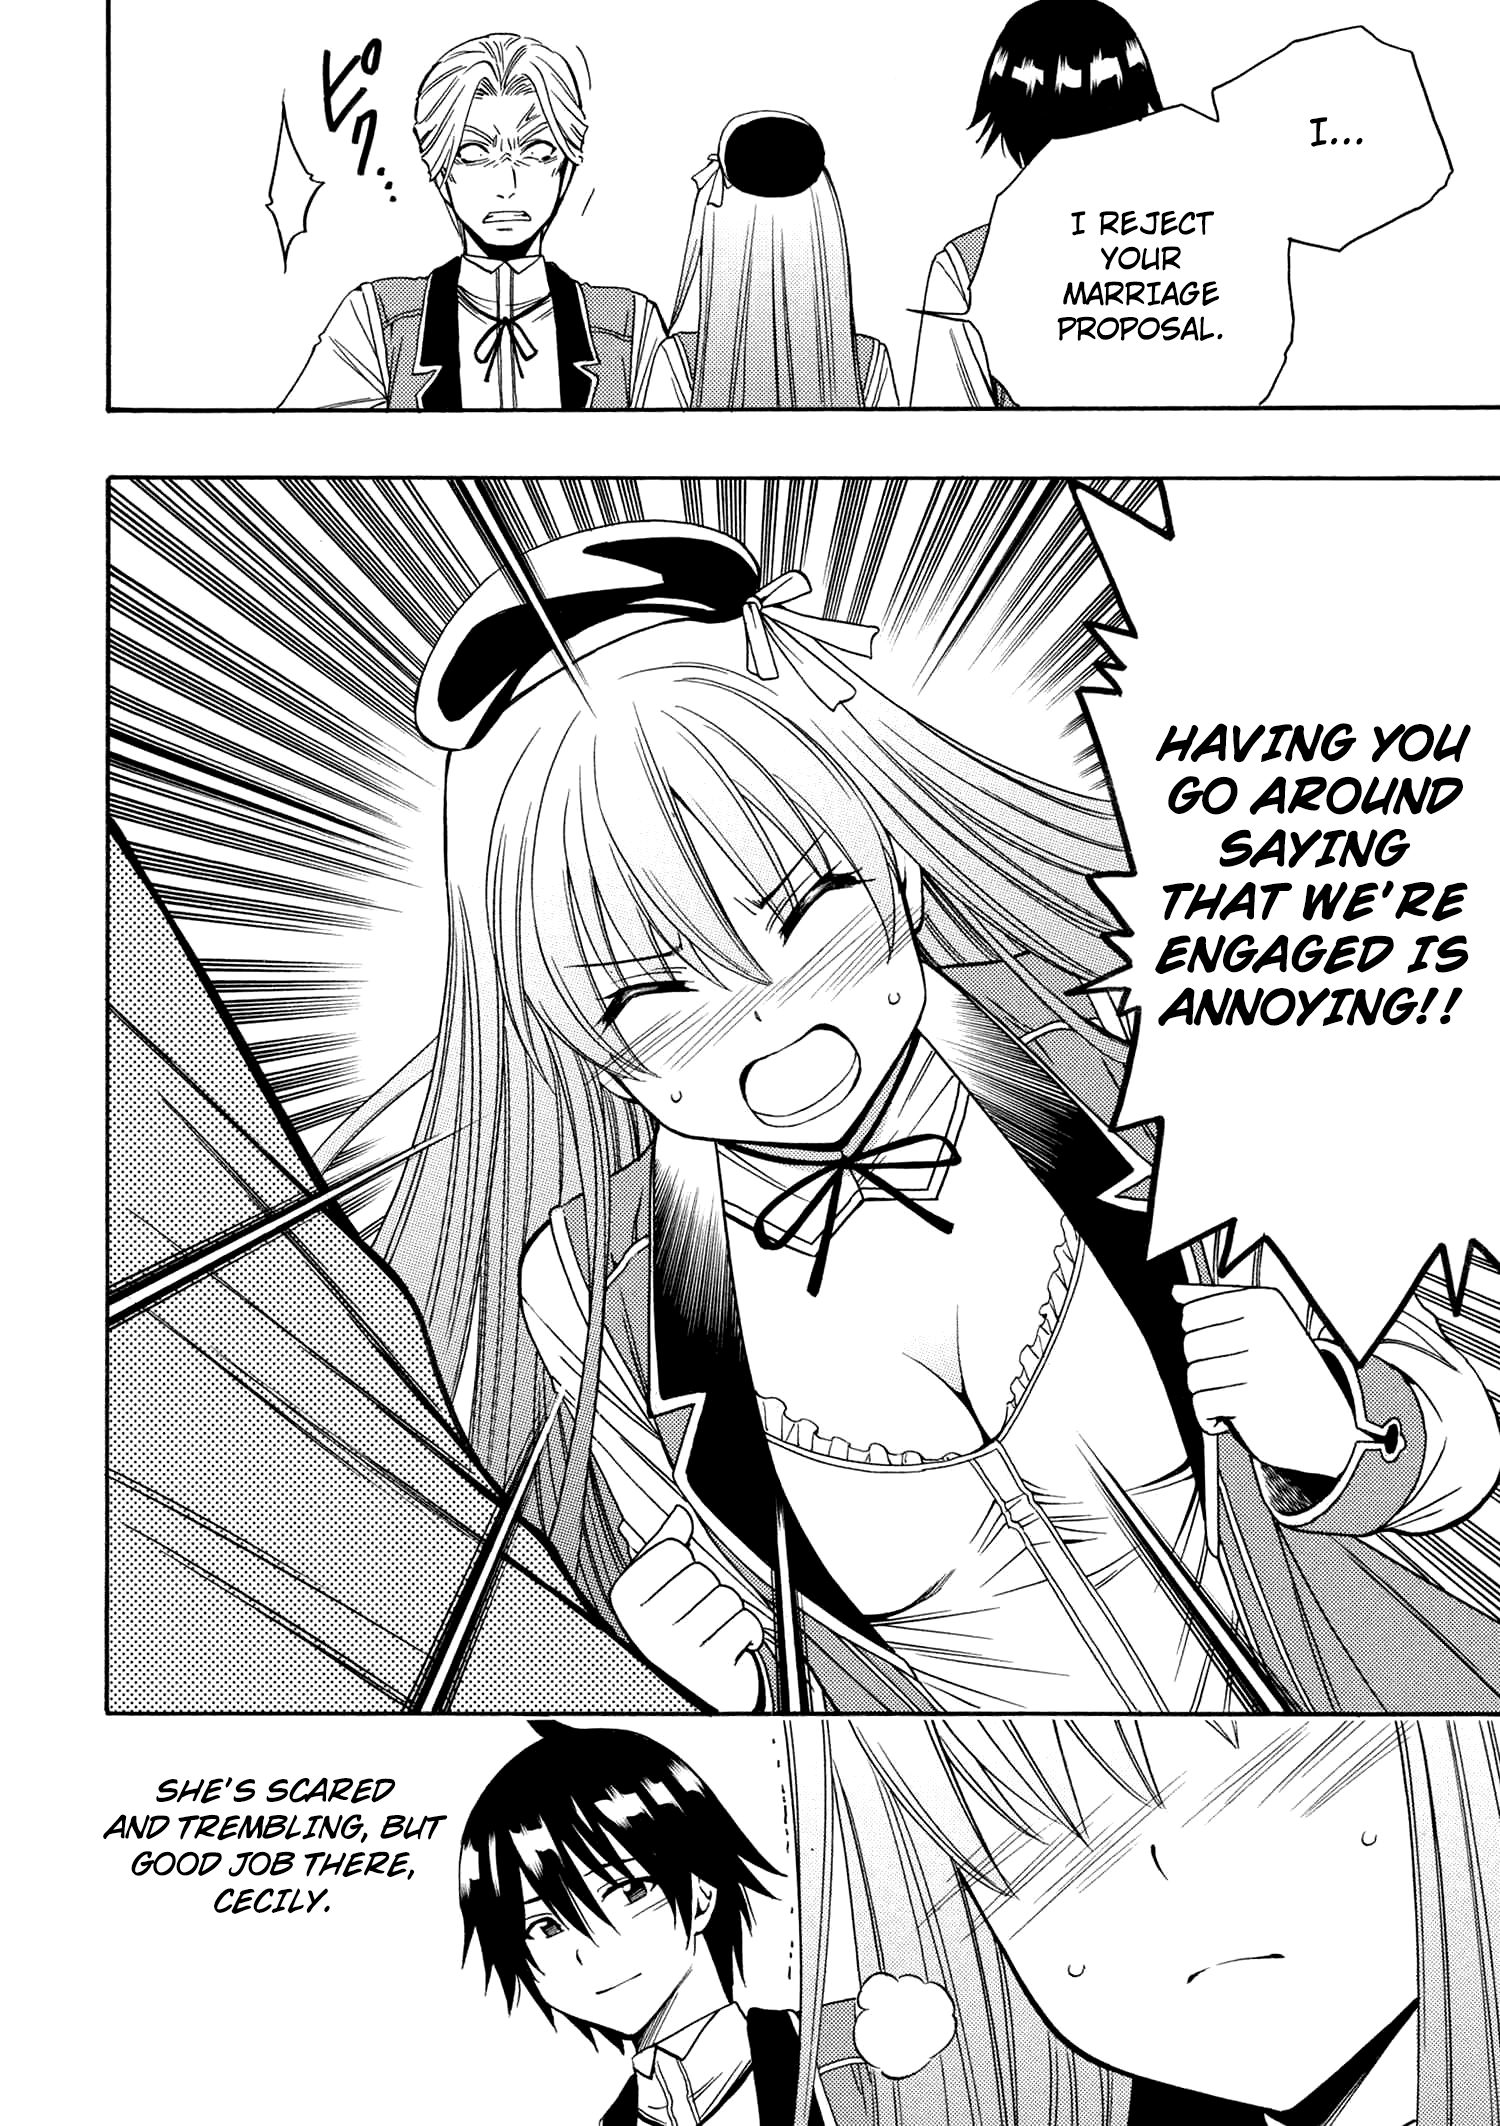 I...
I REJECT
YOUR
MARRIAGE
PROPOSAL.
ピク...
HAVING YOU
GO AROUND
SAYING
THAT WE'RE
ENGAGED IS
ANNOYING!!
SHE'S SCARED
AND TREMBLING, BUT
GOOD JOB THERE,
CECILY.